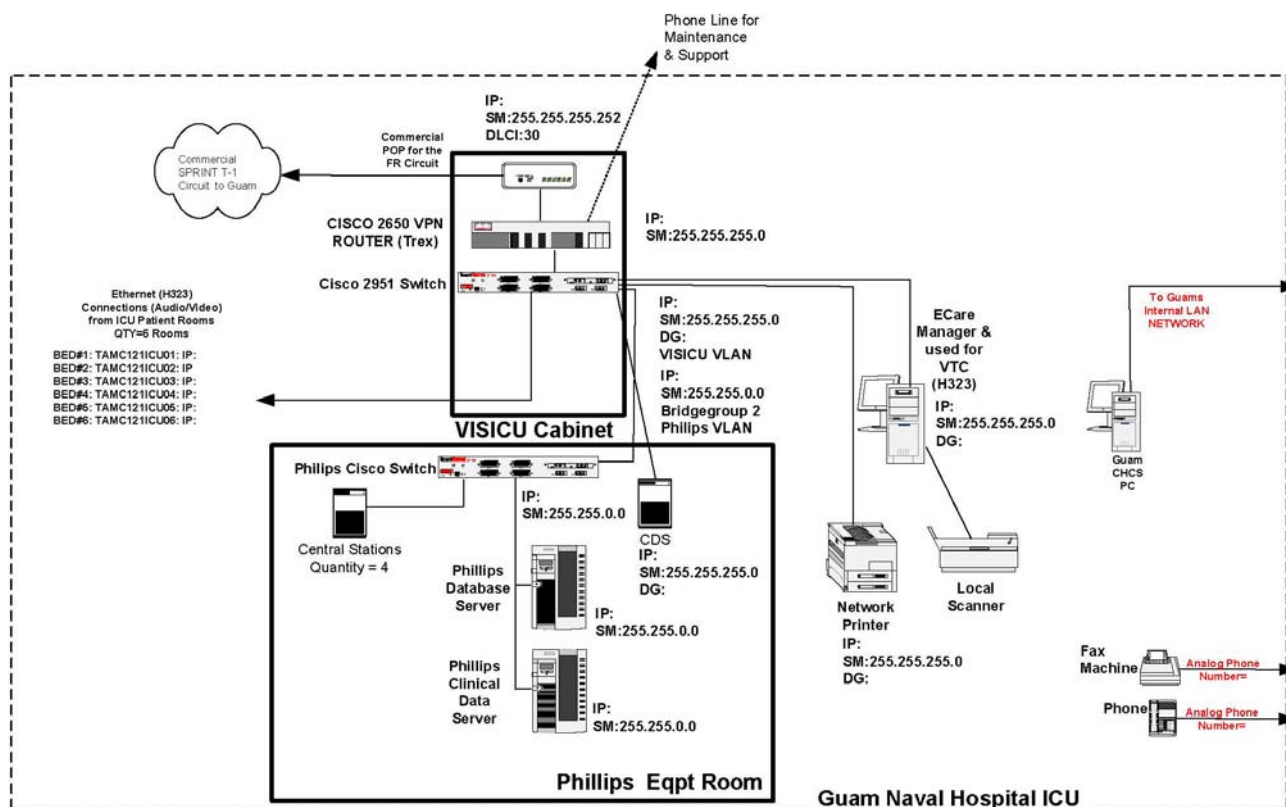 Phone Line for
Maintenance
& Support
IP:
SM:255.255.255.252
DLCI:30
Commercial
POP for the
FR Circuit
Commercial
SPRINT T-1
Circuit to Guam
CISCO 2650 VPN
ROUTER (Trex)
IP:
SM:255.255.255.0
Cisco 2951 Switch
Ethernet (H323)
Connections (Audio/Video)
from ICU Patient Rooms
QTY=6 Rooms
BED#1: TAMC121ICU01: IP:
BED#2: TAMC121ICU02: IP
BED#3: TAMC121ICU03: IP:
BED#4: TAMC121ICU04: IP:
BED#5: TAMC121ICU05: IP:
BED#6: TAMC121ICU06: IP:
IP:
SM:255.255.255.0
DG:
VISICU VLAN
IP:
SM:255.255.0.0
Bridgegroup 2
Philips VLAN
ECare
Manager &
used for
VTC
(H323)
IP:
SM:255.255.255.0
DG:
To Guams
Internal LAN
NETWORK
Guam
CHCS
PC
VISICU Cabinet
Philips Cisco Switch
IP:
SM:255.255.0.0
Central Stations
Quantity = 4
CDS
IP:
SM:255.255.255.0
DG:
Phillips
Database
Server
IP:
SM:255.255.0.0
Phillips
Clinical
Data
Server
IP:
SM:255.255.0.0
Network
Printer
IP:
SM:255.255.255.0
DG:
Local
Scanner
Fax
Machine
Analog Phone
Number=
Phone
Analog Phone
Number=
Phillips Eqpt Room
Guam Naval Hospital ICU